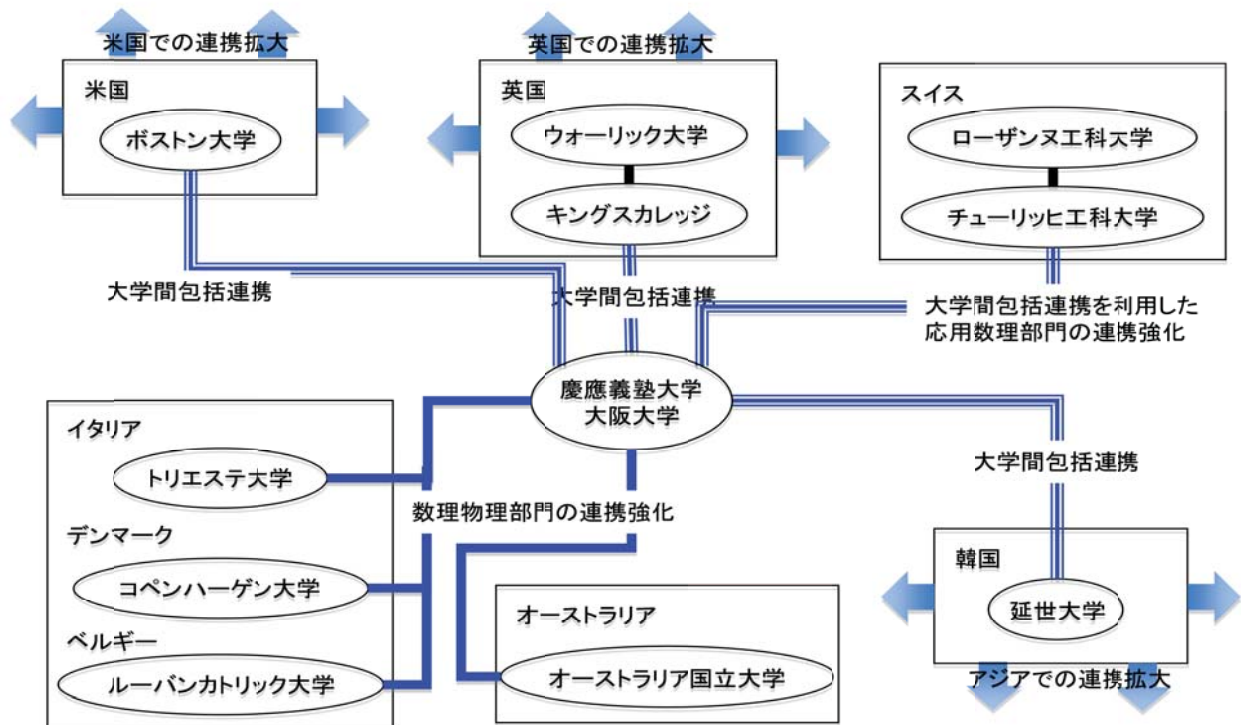 米国での連携拡大
米国
ボストン大学
英国での連携拡大
英国
ウォーリック大学
キングスカレッジ
スイス
ローザンヌ工科大学
チューリッヒ工科大学
大学間包括連携
大学間包括連携
大学間包括連携を利用した
応用数理部門の連携強化
慶應義塾大学
大阪大学
イタリア
トリエステ大学
デンマーク
コペンハーゲン大学
ベルギー
ルーバンカトリック大学
数理物理部門の連携強化
オーストラリア
オーストラリア国立大学
大学間包括連携
韓国
延世大学
アジアでの連携拡大